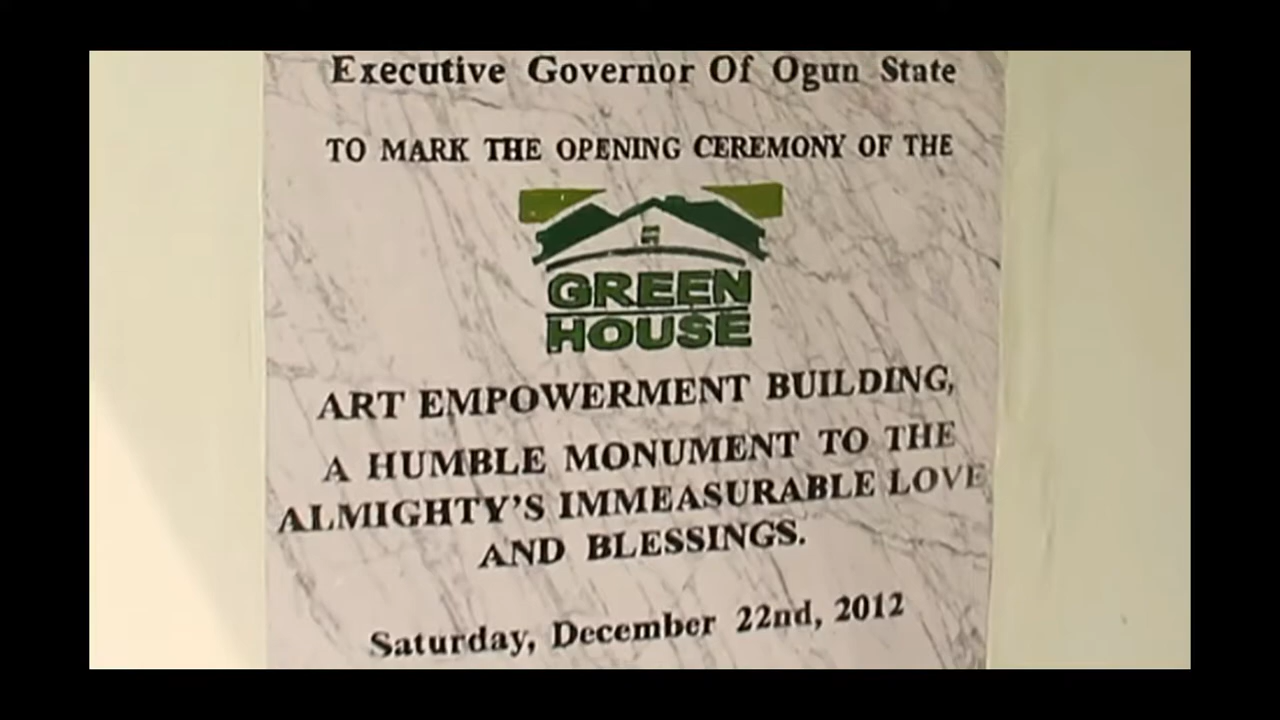 Executive Governor Of Ogun State
TO MARK THE OPENING CEREMONY OF THE
GREEN
HOUSE
ART EMPOWERMENT BUILDING,
A HUMBLE MONUMENT TO THE
ALMIGHTY'S IMMEASURABLE LOVE
AND BLESSINGS.
Saturday, December 22nd, 2012